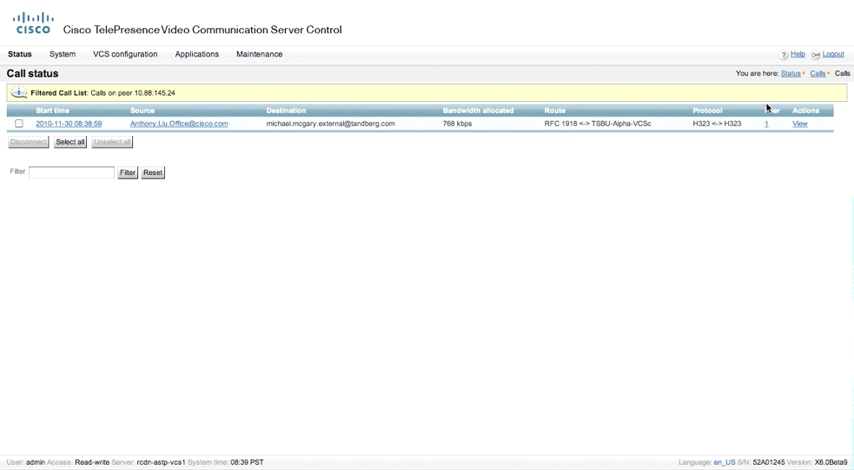 CISCO Cisco TelePresence Video Communication Server Control
Status System VCS configuration Applications Maintenance Help Logout
Call status You are here: Status Calls Calls
Filtered Call List: Calls on peer 10.88.145.24
Start time Source Destination Bandwidth allocated Route Protocol Actions
2010-11-30 08:38:59 Anthony.Liu.Office@cisco.com michael.mcgary.external@tandberg.com 768 kbps RFC 1918 <-> TSBU-Alpha-VCSc H323 <-> H323 1 View
Disconnect Select all Unselect all
Filter Filter Reset
User: admin Access: Read-write Server: rcdn-astp-vcs1 System time: 08:39 PST Language: en_US S/N: 52A01245 Version: X6.0Beta9